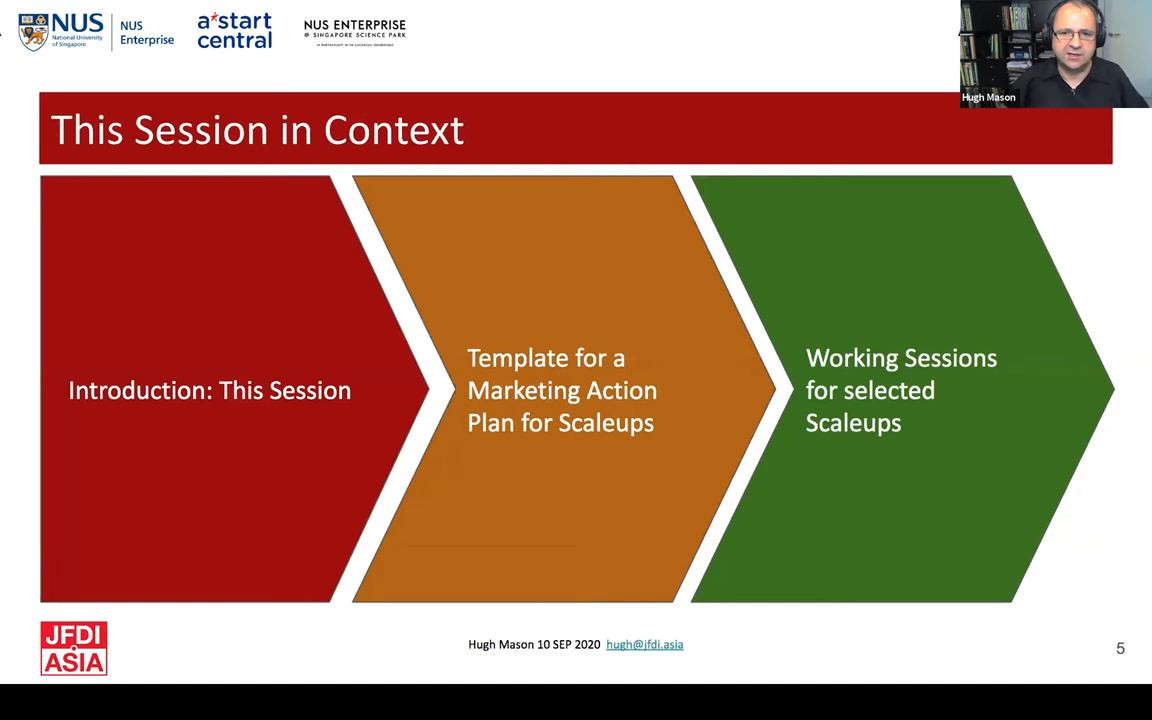 NUS
National University
of Singapore
NUS
Enterprise
a*start
central
NUS ENTERPRISE
@ SINGAPORE SCIENCE PARK
Hugh Mason
This Session in Context
Introduction: This Session
Template for a
Marketing Action
Plan for Scaleups
Working Sessions
for selected
Scaleups
JFDI
ASIA
Hugh Mason 10 SEP 2020 hugh@jfdi.asia
5